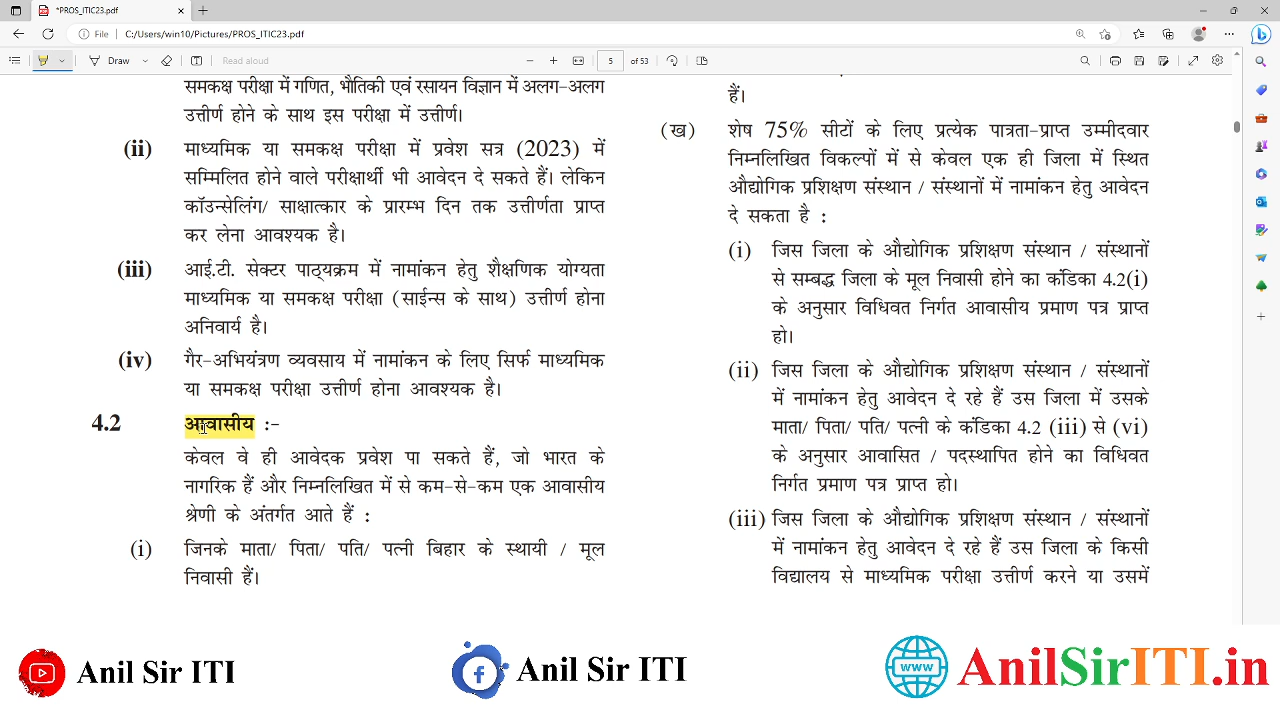 *PROS_ITIC23.pdf
File
C:/Users/win10/Pictures/PROS_ITIC23.pdf
Draw
Read aloud
5 of 53
समकक्ष परीक्षा में गणित, भौतिकी एवं रसायन विज्ञान में अलग-अलग
उत्तीर्ण होने के साथ इस परीक्षा में उत्तीर्ण।
(ii) माध्यमिक या समकक्ष परीक्षा में प्रवेश सत्र (2023) में
सम्मिलित होने वाले परीक्षार्थी भी आवेदन दे सकते हैं। लेकिन
कॉउन्सेलिंग/ साक्षात्कार के प्रारम्भ दिन तक उत्तीर्णता प्राप्त
कर लेना आवश्यक है।
(iii) आई.टी. सेक्टर पाठ्यक्रम में नामांकन हेतु शैक्षणिक योग्यता
माध्यमिक या समकक्ष परीक्षा (साईन्स के साथ) उत्तीर्ण होना
अनिवार्य है।
(iv) गैर-अभियंत्रण व्यवसाय में नामांकन के लिए सिर्फ माध्यमिक
या समकक्ष परीक्षा उत्तीर्ण होना आवश्यक है।
4.2 आवासीय :-
केवल वे ही आवेदक प्रवेश पा सकते हैं, जो भारत के
नागरिक हैं और निम्नलिखित में से कम-से-कम एक आवासीय
श्रेणी के अंतर्गत आते हैं :
(i) जिनके माता/ पिता/ पति/ पत्नी बिहार के स्थायी / मूल
निवासी हैं।
हैं।
(ख) शेष 75% सीटों के लिए प्रत्येक पात्रता-प्राप्त उम्मीदवार
निम्नलिखित विकल्पों में से केवल एक ही जिला में स्थित
औद्योगिक प्रशिक्षण संस्थान / संस्थानों में नामांकन हेतु आवेदन
दे सकता है :
(i) जिस जिला के औद्योगिक प्रशिक्षण संस्थान / संस्थानों
से सम्बद्ध जिला के मूल निवासी होने का कंडिका 4.2(i)
के अनुसार विधिवत निर्गत आवासीय प्रमाण पत्र प्राप्त
हो।
(ii) जिस जिला के औद्योगिक प्रशिक्षण संस्थान / संस्थानों
में नामांकन हेतु आवेदन दे रहे हैं उस जिला में उसके
माता/ पिता/ पति/ पत्नी के कंडिका 4.2 (iii) से (vi)
के अनुसार आवासित / पदस्थापित होने का विधिवत
निर्गत प्रमाण पत्र प्राप्त हो।
(iii) जिस जिला के औद्योगिक प्रशिक्षण संस्थान / संस्थानों
में नामांकन हेतु आवेदन दे रहे हैं उस जिला के किसी
विद्यालय से माध्यमिक परीक्षा उत्तीर्ण करने या उसमें
Anil Sir ITI
Anil Sir ITI
www
AnilSirITI.in